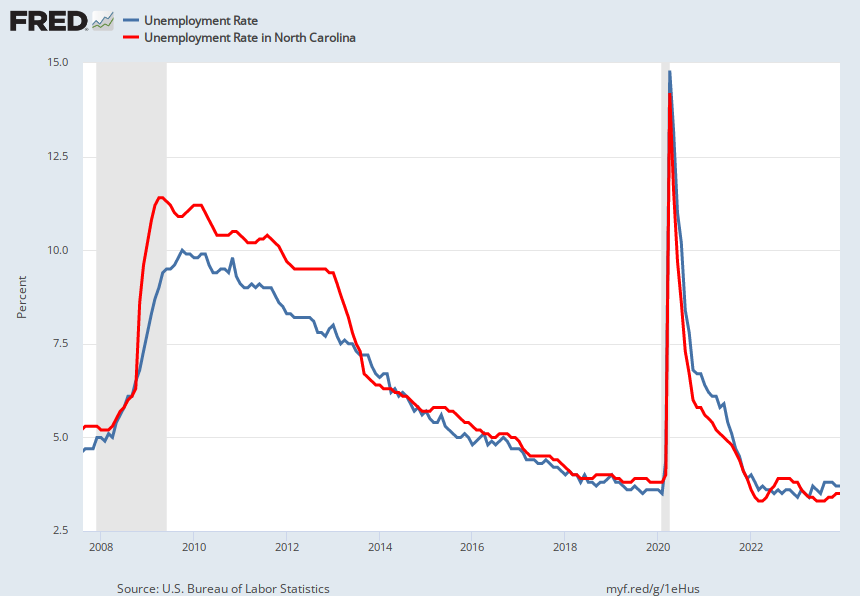 FRED
Unemployment Rate
Unemployment Rate in North Carolina
15.0
12.5
10.0
7.5
5.0
2.5
Percent
2008 2010 2012 2014 2016 2018 2020 2022
Source: U.S. Bureau of Labor Statistics myf.red/g/1eHus